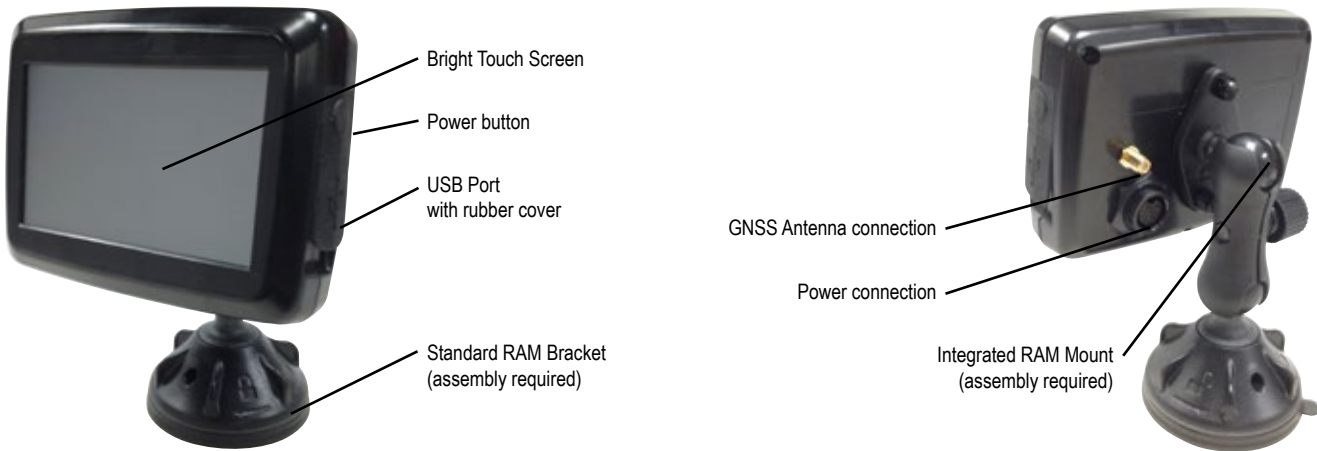 Bright Touch Screen
Power button
USB Port
with rubber cover
Standard RAM Bracket
(assembly required)
GNSS Antenna connection
Power connection
Integrated RAM Mount
(assembly required)